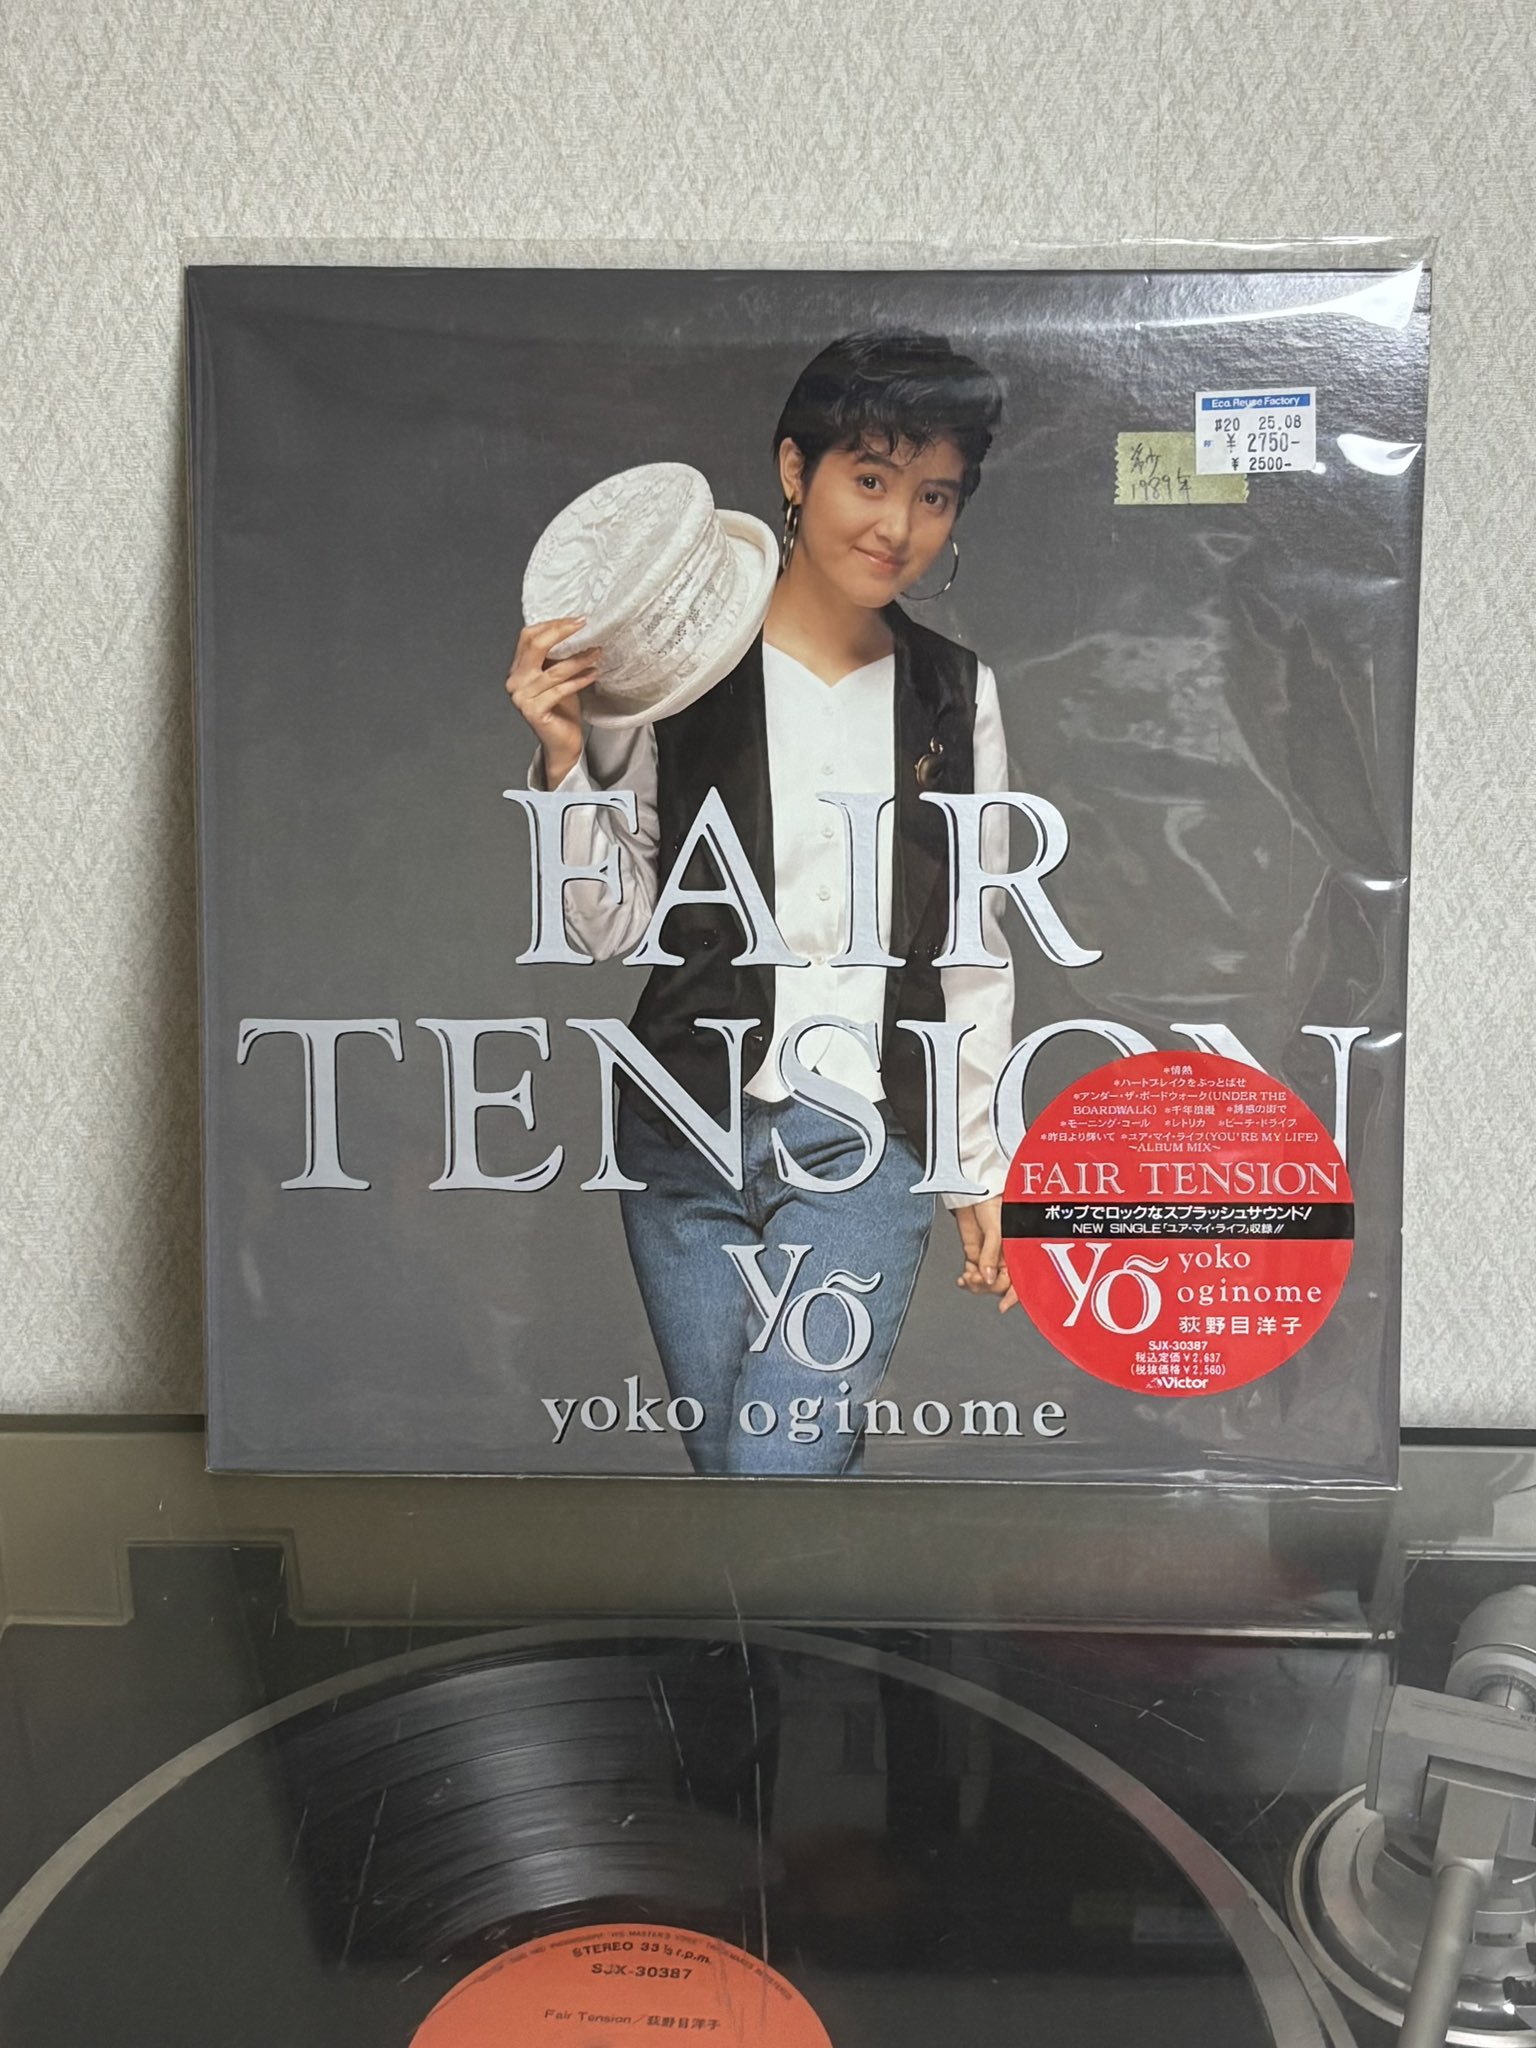 Eco Reuse Factory
#20 25.08
¥ 2750-
¥ 2500-
1989年
FAIR
TENSION
yõ
yoko oginome
*情熱
*ハートブレイクをぶっとばせ
*アンダー・ザ・ボードウォーク(UNDER THE
BOARDWALK) *千年浪漫 *誘惑の街で
*モーニング・コール *レトリカ *ビーチ・ドライブ
*昨日より輝いて *ユア・マイ・ライフ(YOU'RE MY LIFE)
〜ALBUM MIX〜
FAIR TENSION
ポップでロックなスプラッシュサウンド!
NEW SINGLE「ユア・マイ・ライフ」収録!!
yõ
yoko
oginome
荻野目洋子
SJX-30387
税込定価¥2,637
(税抜価格¥2,560)
Victor
STEREO 33⅓ r.p.m.
SJX-30387
Fair Tension/荻野目洋子